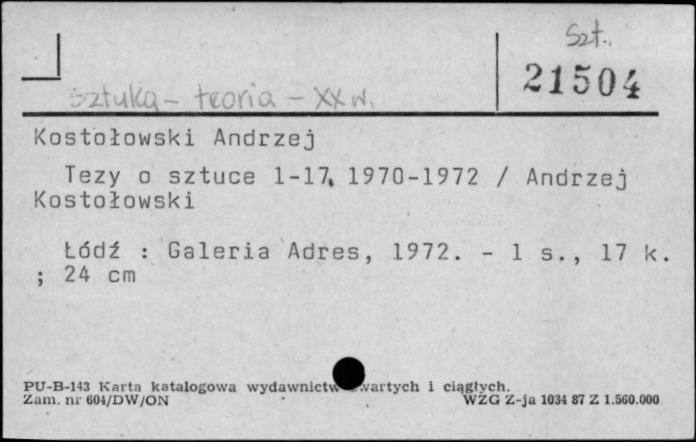 Szt.
21504
sztuka - teoria - XX w.
Kostołowski Andrzej
Tezy o sztuce 1-17, 1970-1972 / Andrzej
Kostołowski
Łódź : Galeria Adres, 1972. - 1 s., 17 k.
; 24 cm
PU-B-143 Karta katalogowa wydawnictw wartych i ciągłych.
Zam. nr 604/DW/ON WZG Z-ja 1034 87 Z 1.560.000